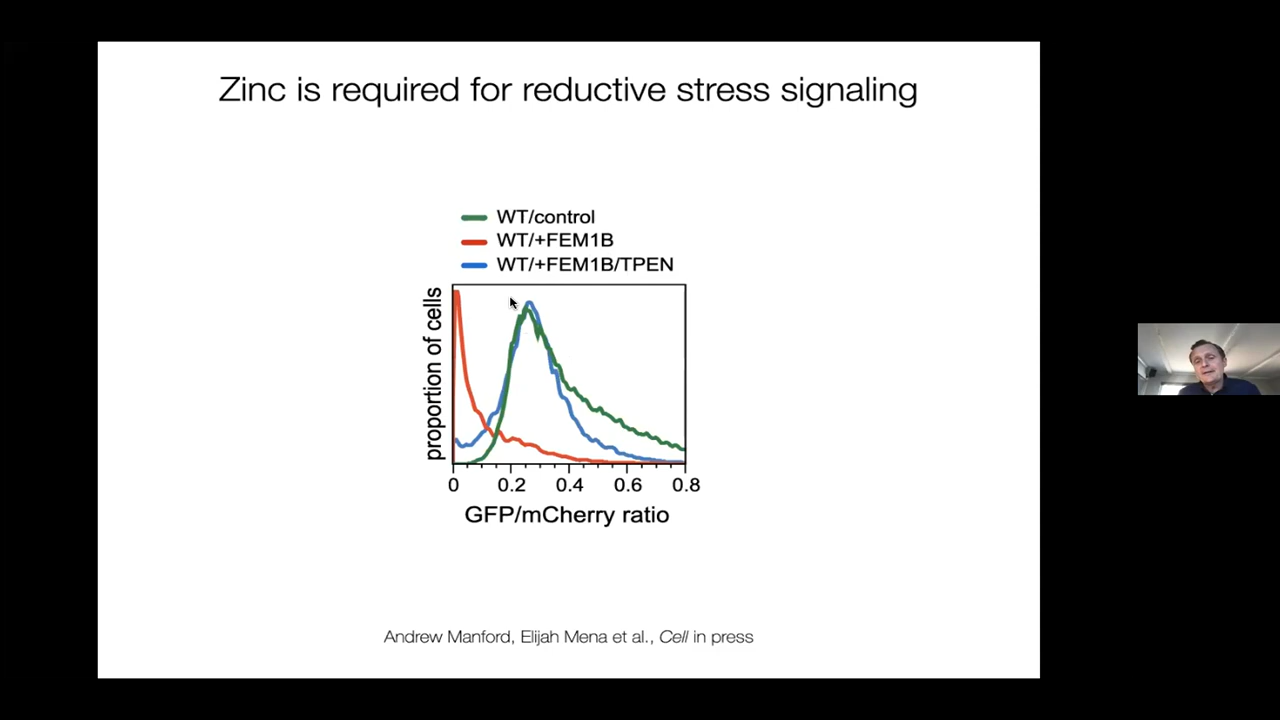 Zinc is required for reductive stress signaling
WT/control
WT/+FEM1B
WT/+FEM1B/TPEN
proportion of cells
0 0.2 0.4 0.6 0.8
GFP/mCherry ratio
Andrew Manford, Elijah Mena et al., Cell in press